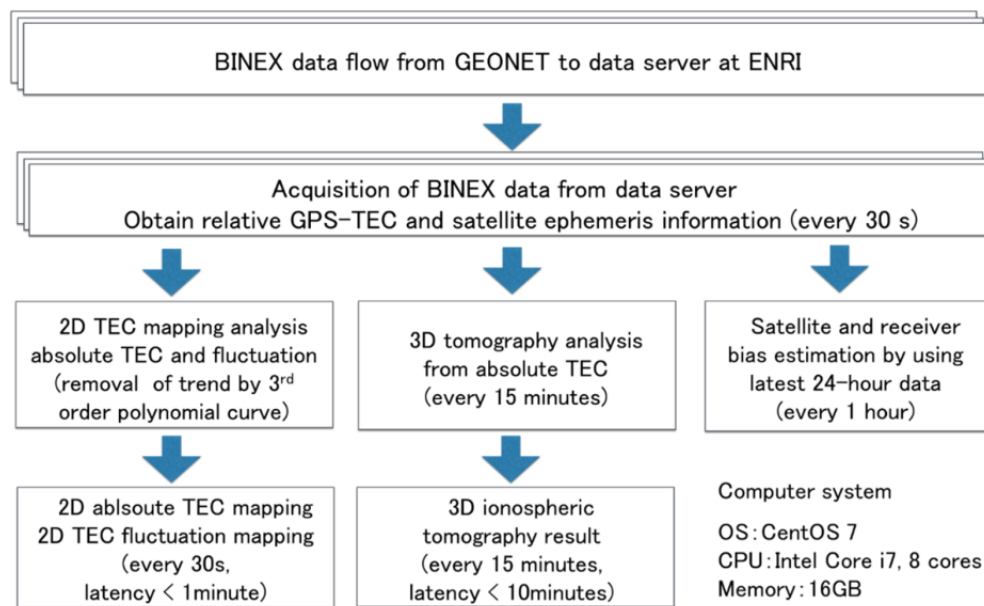 BINEX data flow from GEONET to data server at ENRI
Acquisition of BINEX data from data server
Obtain relative GPS-TEC and satellite ephemeris information (every 30 s)
2D TEC mapping analysis
absolute TEC and fluctuation
(removal of trend by 3rd
order polynomial curve)
3D tomography analysis
from absolute TEC
(every 15 minutes)
Satellite and receiver
bias estimation by using
latest 24-hour data
(every 1 hour)
2D ablsoute TEC mapping
2D TEC fluctuation mapping
(every 30s,
latency < 1minute)
3D ionospheric
tomography result
(every 15 minutes,
latency < 10minutes)
Computer system
OS:CentOS 7
CPU:Intel Core i7, 8 cores
Memory:16GB